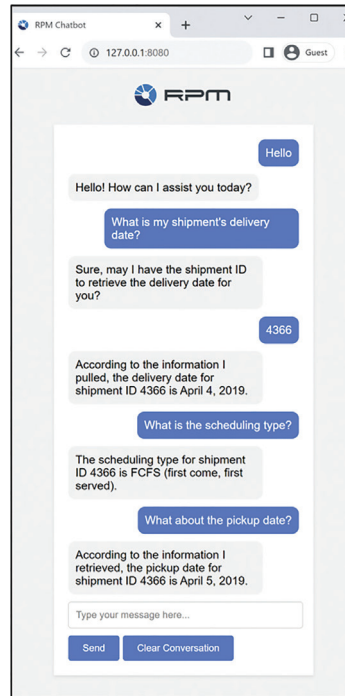 RPM Chatbot
127.0.0.1:8080
Guest
RPM
Hello
Hello! How can I assist you today?
What is my shipment's delivery
date?
Sure, may I have the shipment ID
to retrieve the delivery date for
you?
4366
According to the information I
pulled, the delivery date for
shipment ID 4366 is April 4, 2019.
What is the scheduling type?
The scheduling type for shipment
ID 4366 is FCFS (first come, first
served).
What about the pickup date?
According to the information I
retrieved, the pickup date for
shipment ID 4366 is April 5, 2019.
Type your message here...
Send
Clear Conversation